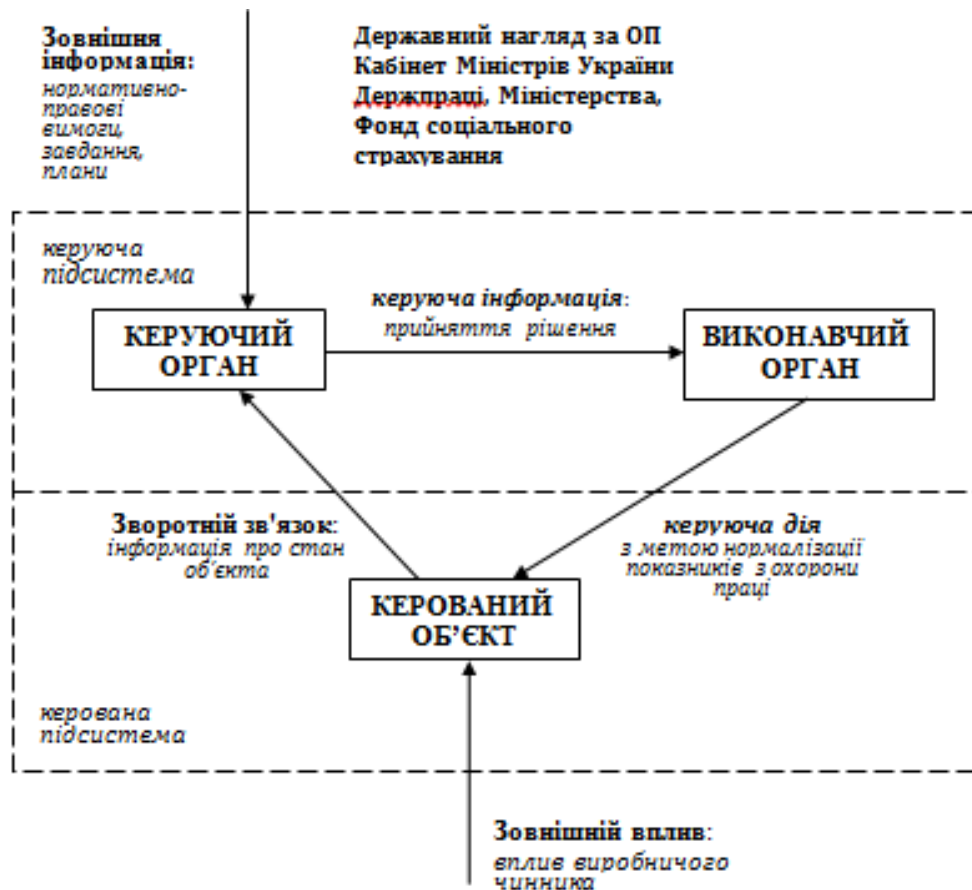 Зовнішня
інформація:
нормативно-
правові
вимоги,
завдання,
плани
Державний нагляд за ОП
Кабінет Міністрів України
Держпраці, Міністерства,
Фонд соціального
страхування
керуюча
підсистема
керуюча інформація:
прийняття рішення
КЕРУЮЧИЙ
ОРГАН
ВИКОНАВЧИЙ
ОРГАН
Зворотній зв'язок:
інформація про стан
об'єкта
керуюча дія
з метою нормалізації
показників з охорони
праці
КЕРОВАНИЙ
ОБ’ЄКТ
керована
підсистема
Зовнішній вплив:
вплив виробничого
чинника